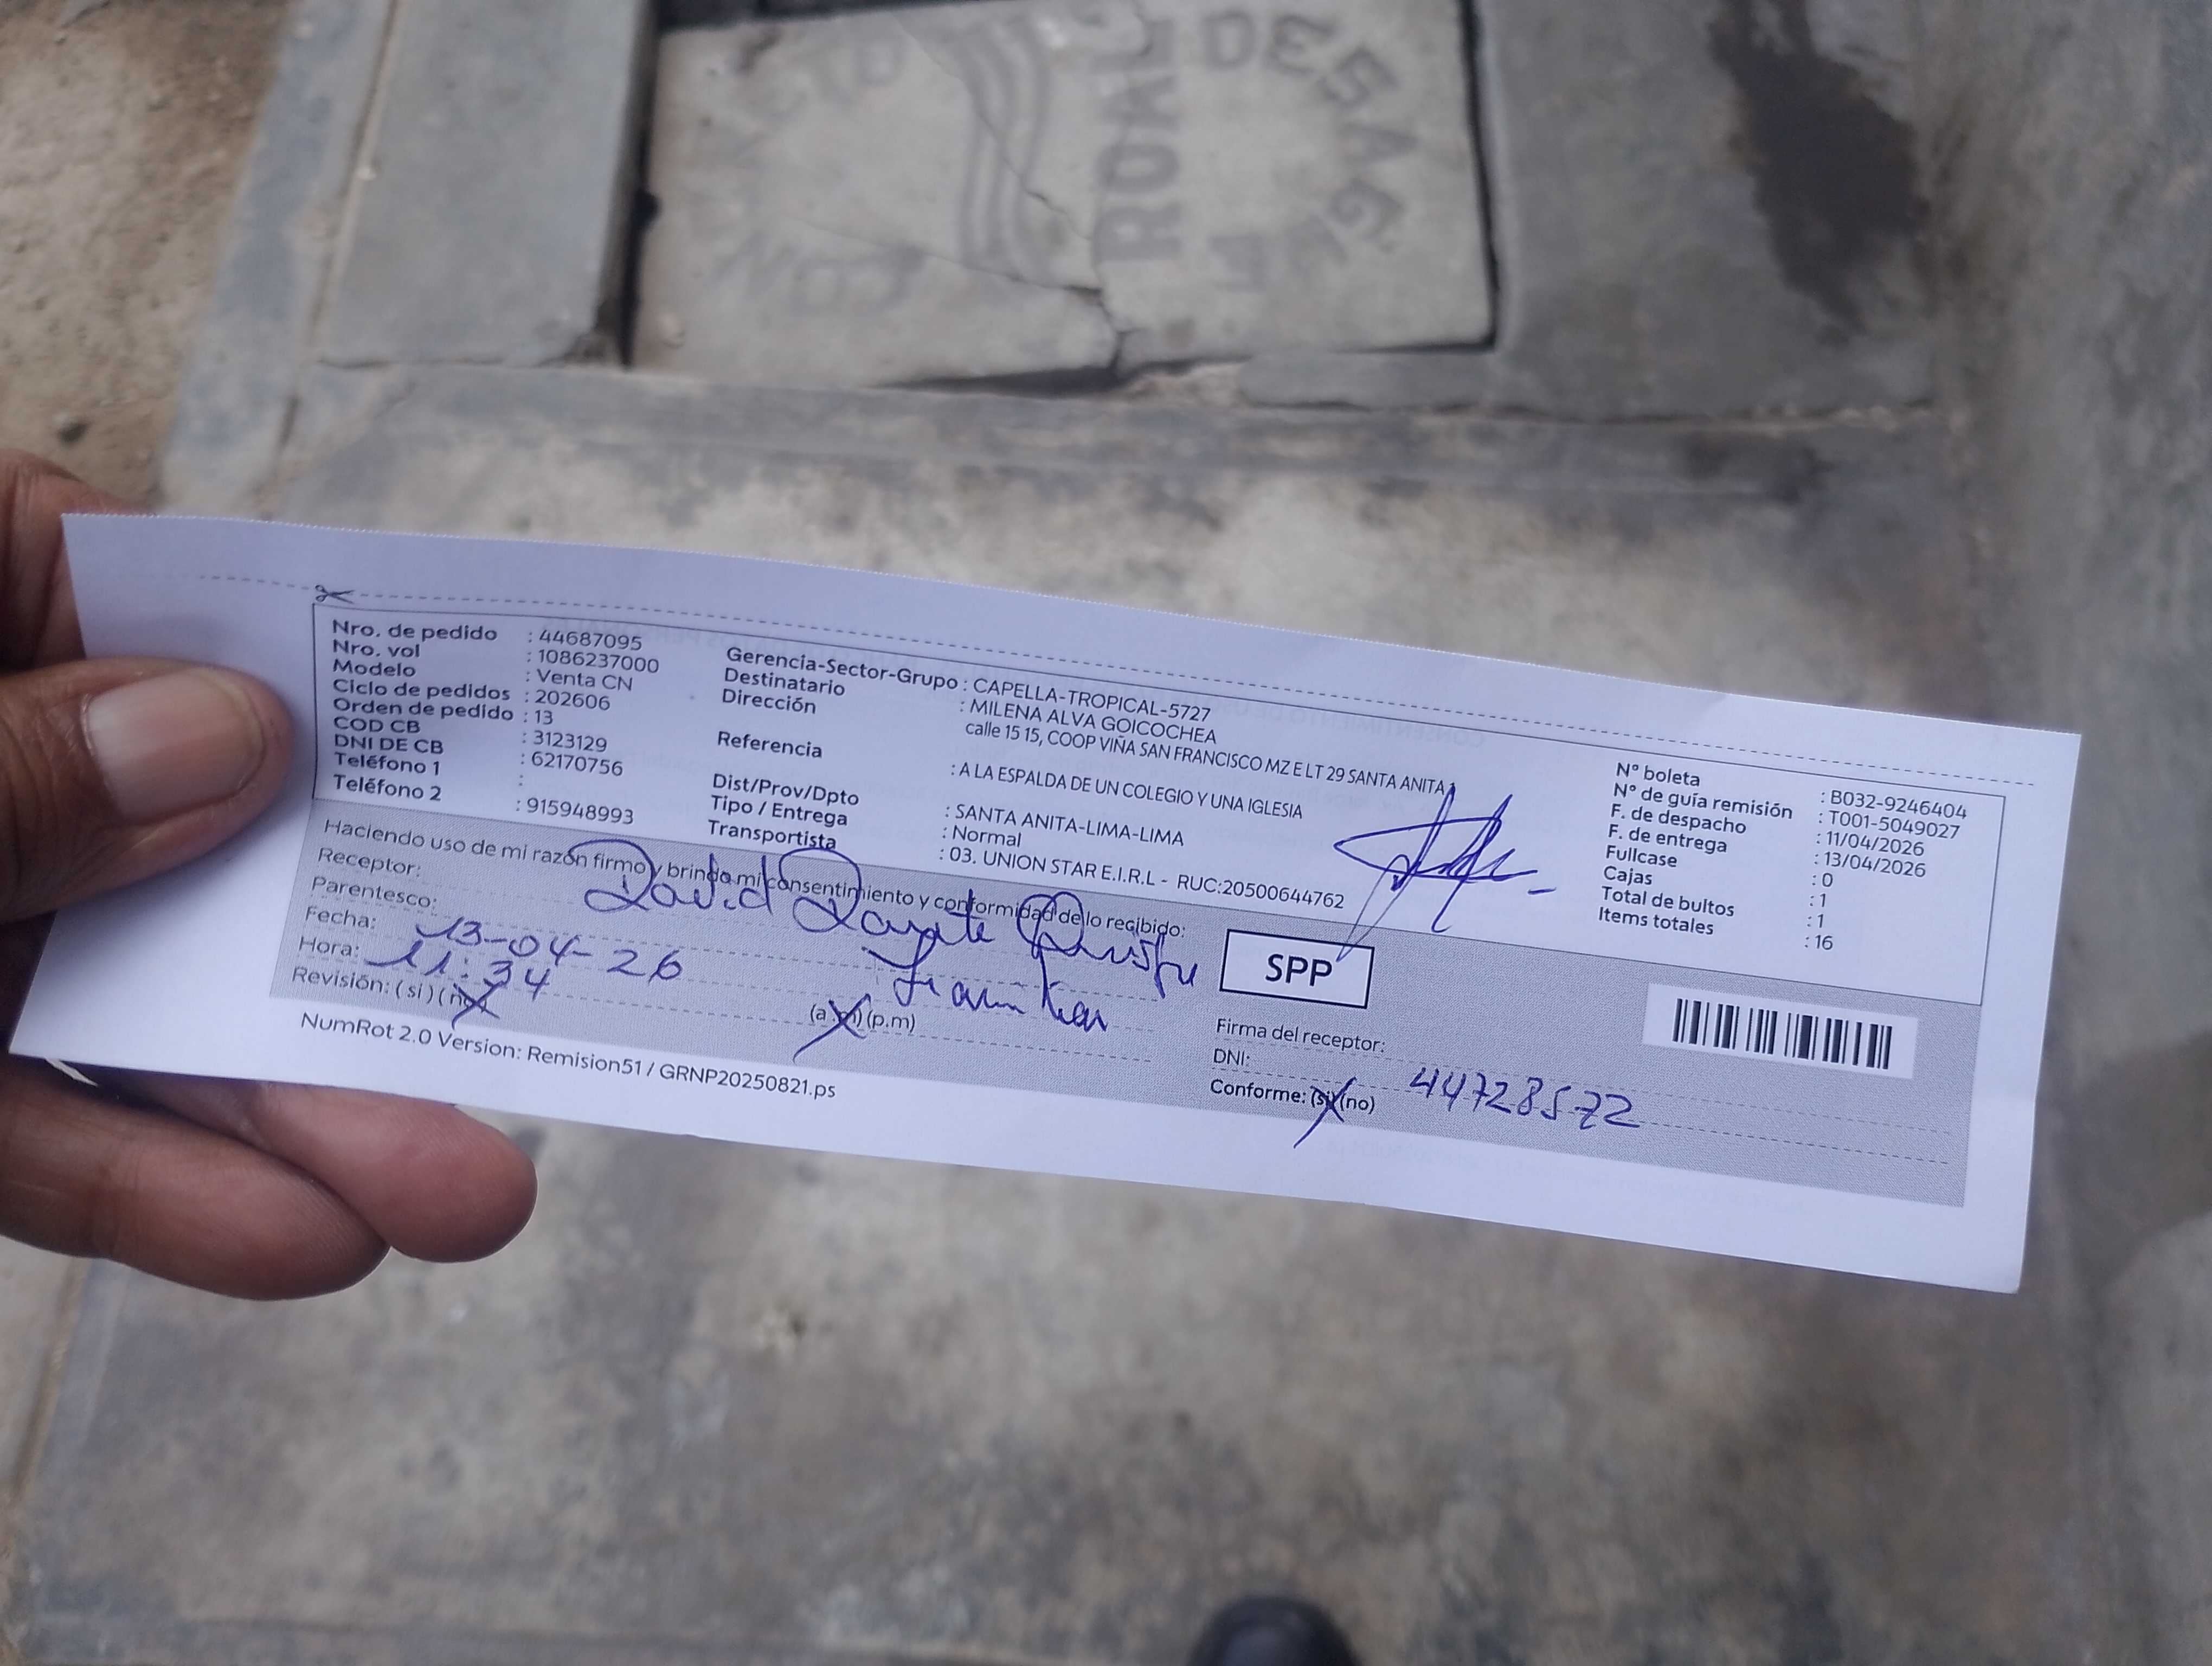 Nro. de pedido : 44687095
Nro. vol : 1086237000
Modelo : Venta CN
Ciclo de pedidos : 202606
Orden de pedido : 13
COD CB : 3123129
DNI DE CB : 62170756
Teléfono 1 :
Teléfono 2 : 915948993
Gerencia-Sector-Grupo : CAPELLA-TROPICAL-5727
Destinatario : MILENA ALVA GOICOCHEA
Dirección calle 15 15, COOP VIÑA SAN FRANCISCO MZ E LT 29 SANTA ANITA
Referencia : A LA ESPALDA DE UN COLEGIO Y UNA IGLESIA
Dist/Prov/Dpto : SANTA ANITA-LIMA-LIMA
Tipo / Entrega : Normal
Transportista : 03. UNION STAR E.I.R.L - RUC:20500644762
N° boleta : B032-9246404
N° de guía remisión : T001-5049027
F. de despacho : 11/04/2026
F. de entrega : 13/04/2026
Fullcase : 0
Cajas : 1
Total de bultos : 1
Items totales : 16
Haciendo uso de mi razón firmo y brindo mi consentimiento y conformidad de lo recibido:
Receptor: David
Parentesco:
Fecha: 13-04-26
Hora: 11:34 (a.m) (p.m)
Revisión: (si) (no)
SPP
Firma del receptor:
DNI: 44728572
Conforme: (si) (no)
NumRot 2.0 Version: Remision51 / GRNP20250821.ps
DESAG